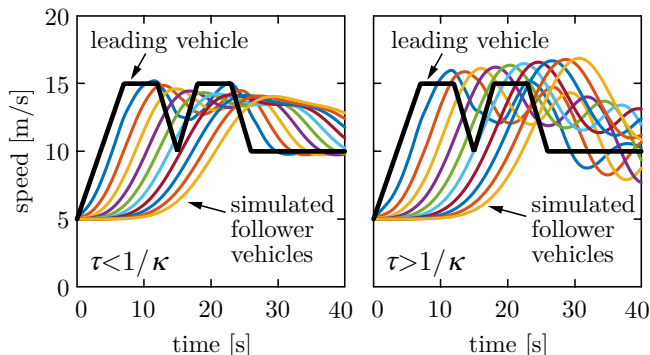 20
15
10
5
0
speed [m/s]
leading vehicle
simulated
follower
vehicles
τ<1/κ
0 10 20 30 40
time [s]
leading vehicle
simulated
follower
vehicles
τ>1/κ
0 10 20 30 40
time [s]